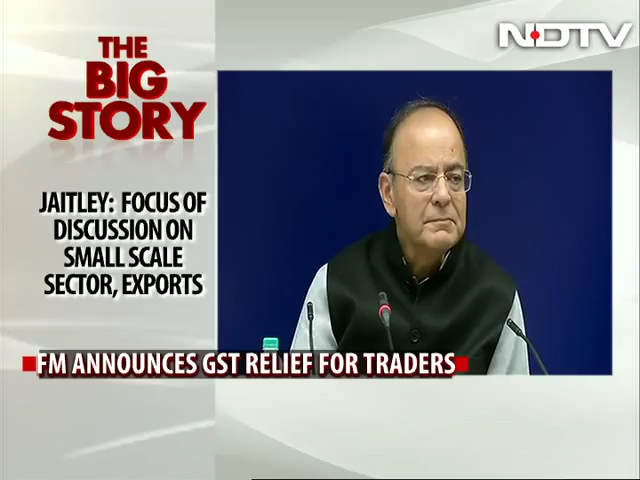 NDTV
THE
BIG
STORY
JAITLEY: FOCUS OF
DISCUSSION ON
SMALL SCALE
SECTOR, EXPORTS
FM ANNOUNCES GST RELIEF FOR TRADERS